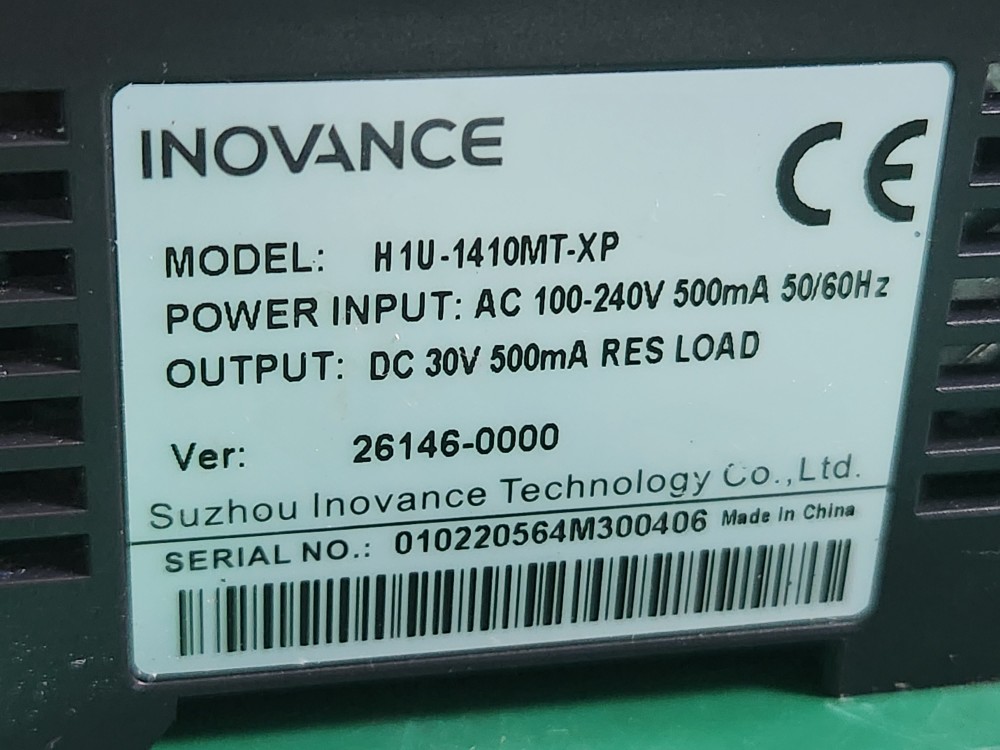 INOVANCE
CE
MODEL: H1U-1410MT-XP
POWER INPUT: AC 100-240V 500mA 50/60Hz
OUTPUT: DC 30V 500mA RES LOAD
Ver: 26146-0000
Suzhou Inovance Technology Co.,Ltd.
SERIAL NO.: 010220564M300406 Made in China